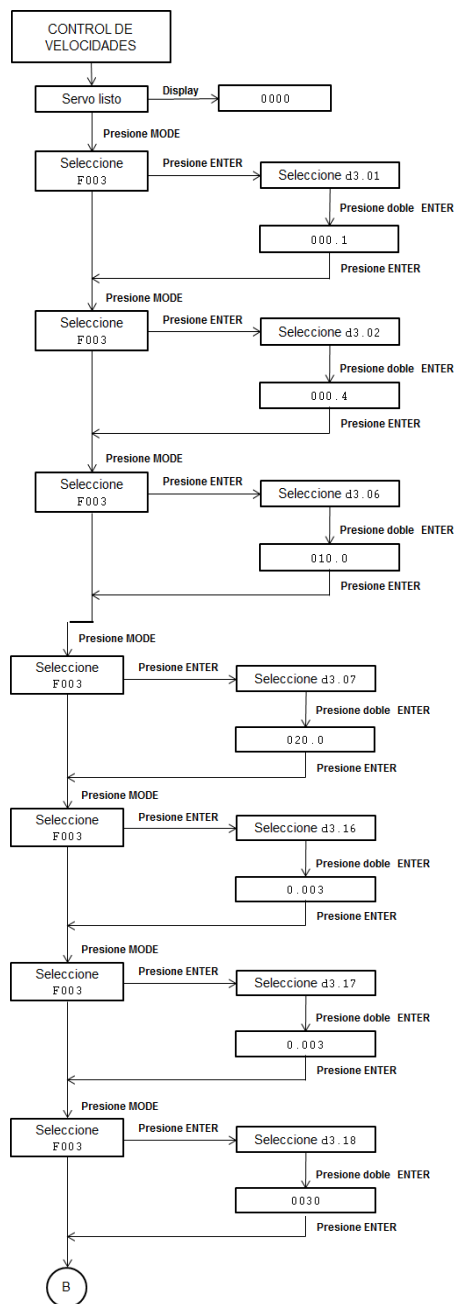 CONTROL DE
VELOCIDADES
Servo listo
Display
0000
Presione MODE
Seleccione
F003
Presione ENTER
Seleccione d3.01
Presione doble ENTER
000.1
Presione ENTER
Presione MODE
Seleccione
F003
Presione ENTER
Seleccione d3.02
Presione doble ENTER
000.4
Presione ENTER
Presione MODE
Seleccione
F003
Presione ENTER
Seleccione d3.06
Presione doble ENTER
010.0
Presione ENTER
Presione MODE
Seleccione
F003
Presione ENTER
Seleccione d3.07
Presione doble ENTER
020.0
Presione ENTER
Presione MODE
Seleccione
F003
Presione ENTER
Seleccione d3.16
Presione doble ENTER
0.003
Presione ENTER
Presione MODE
Seleccione
F003
Presione ENTER
Seleccione d3.17
Presione doble ENTER
0.003
Presione ENTER
Presione MODE
Seleccione
F003
Presione ENTER
Seleccione d3.18
Presione doble ENTER
0030
Presione ENTER
B